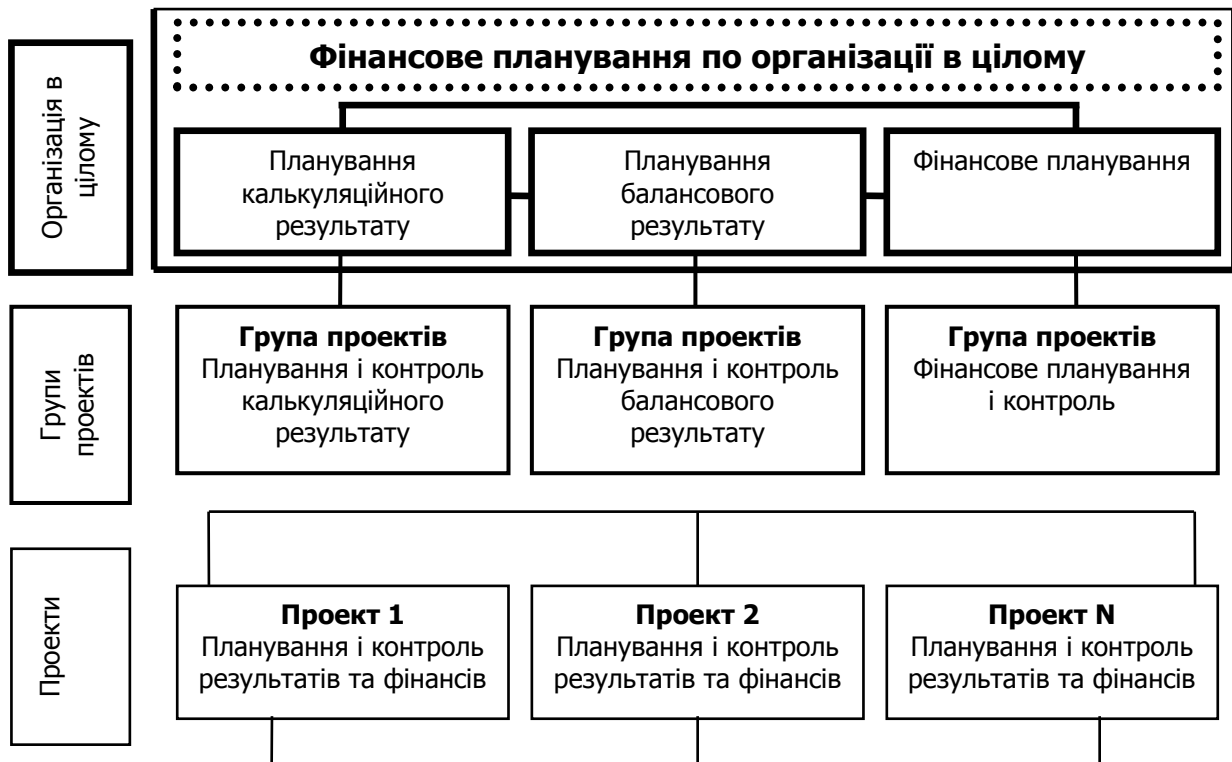 Фінансове планування по організації в цілому
Організація в
цілому
Планування
калькуляційного
результату
Планування
балансового
результату
Фінансове планування
Групи
проектів
Група проектів
Планування і контроль
калькуляційного
результату
Група проектів
Планування і контроль
балансового
результату
Група проектів
Фінансове планування
і контроль
Проекти
Проект 1
Планування і контроль
результатів та фінансів
Проект 2
Планування і контроль
результатів та фінансів
Проект N
Планування і контроль
результатів та фінансів